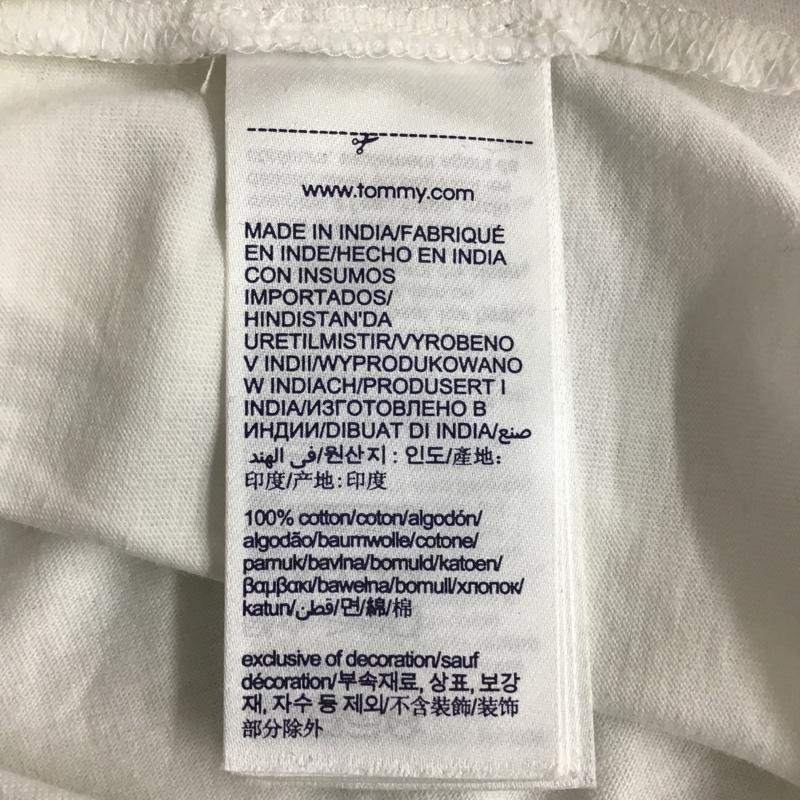 www.tommy.com
MADE IN INDIA/FABRIQUÉ
EN INDE/HECHO EN INDIA
CON INSUMOS
IMPORTADOS/
HINDISTAN'DA
URETILMISTIR/VYROBENO
V INDII/WYPRODUKOWANO
W INDIACH/PRODUSERT I
INDIA/ИЗГОТОВЛЕНО В
ИНДИИ/DIBUAT DI INDIA/صنع
في الهند/원산지 : 인도/產地:
印度/产地:印度
100% cotton/coton/algodón/
algodão/baumwolle/cotone/
pamuk/bavlna/bomuld/katoen/
βαμβακι/bawełna/bomull/хлопок/
katun/قطن/면/綿/棉
exclusive of decoration/sauf
décoration/부속재료, 상표, 보강
재, 자수 등 제외/不含裝飾/装饰
部分除外